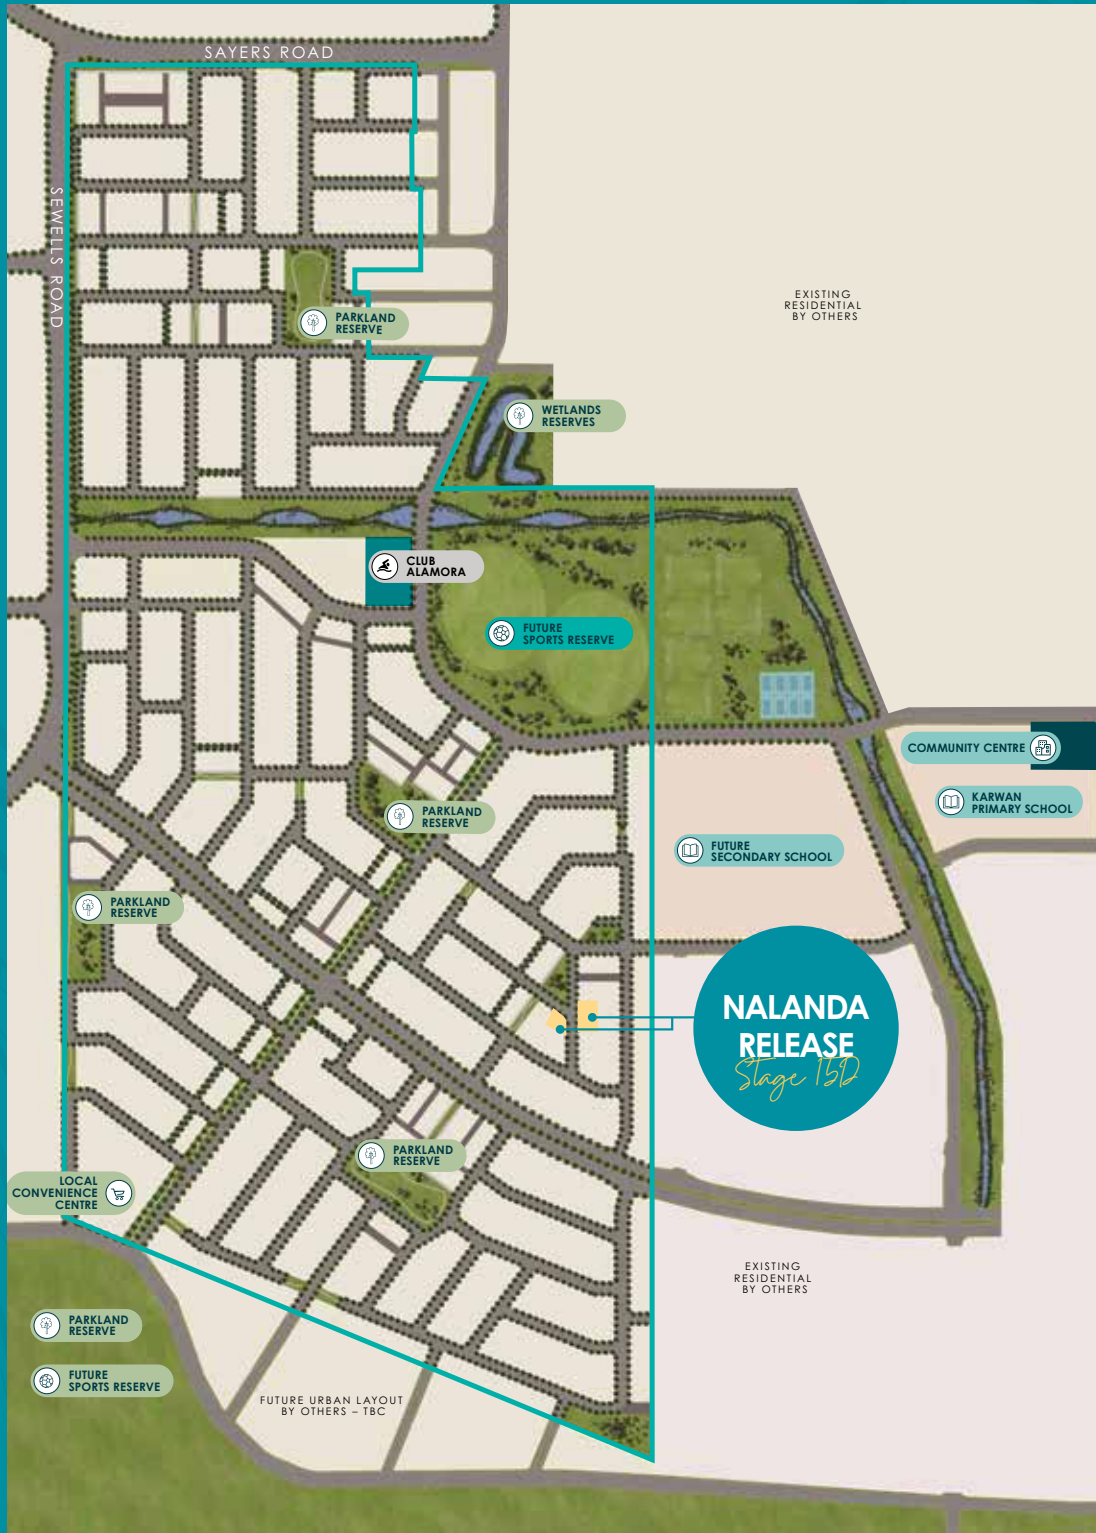 SAYERS ROAD
SEWELLS ROAD
EXISTING
RESIDENTIAL
BY OTHERS
PARKLAND
RESERVE
WETLANDS
RESERVES
CLUB
ALAMORA
FUTURE
SPORTS RESERVE
COMMUNITY CENTRE
KARWAN
PRIMARY SCHOOL
PARKLAND
RESERVE
FUTURE
SECONDARY SCHOOL
PARKLAND
RESERVE
NALANDA
RELEASE
Stage 15D
PARKLAND
RESERVE
LOCAL
CONVENIENCE
CENTRE
EXISTING
RESIDENTIAL
BY OTHERS
PARKLAND
RESERVE
FUTURE
SPORTS RESERVE
FUTURE URBAN LAYOUT
BY OTHERS – TBC